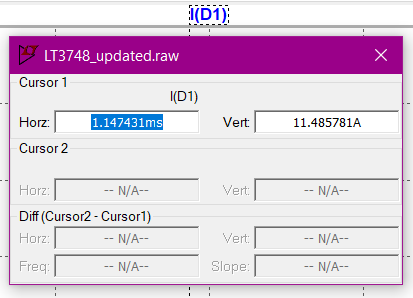 I(D1)
LT3748_updated.raw
Cursor 1
I(D1)
Horz: 1.147431ms Vert: 11.485781A
Cursor 2
Horz: -- N/A-- Vert: -- N/A--
Diff (Cursor2 - Cursor1)
Horz: -- N/A-- Vert: -- N/A--
Freq: -- N/A-- Slope: -- N/A--